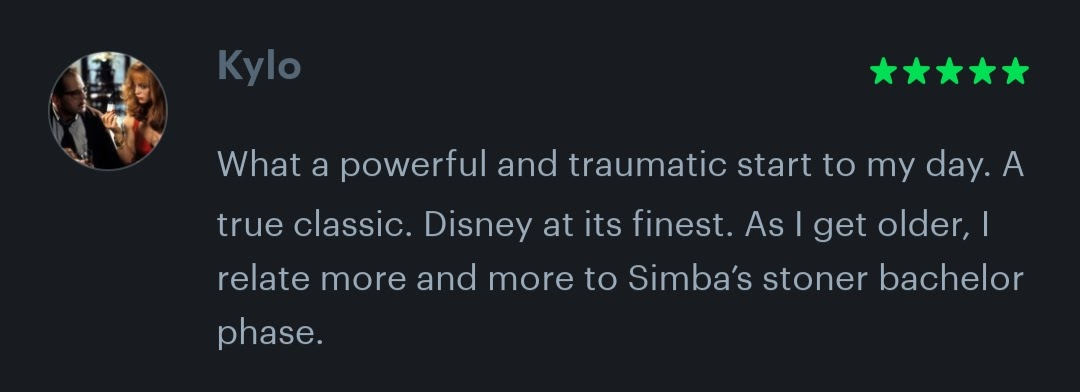 Kylo
What a powerful and traumatic start to my day. A
true classic. Disney at its finest. As I get older, I
relate more and more to Simba’s stoner bachelor
phase.